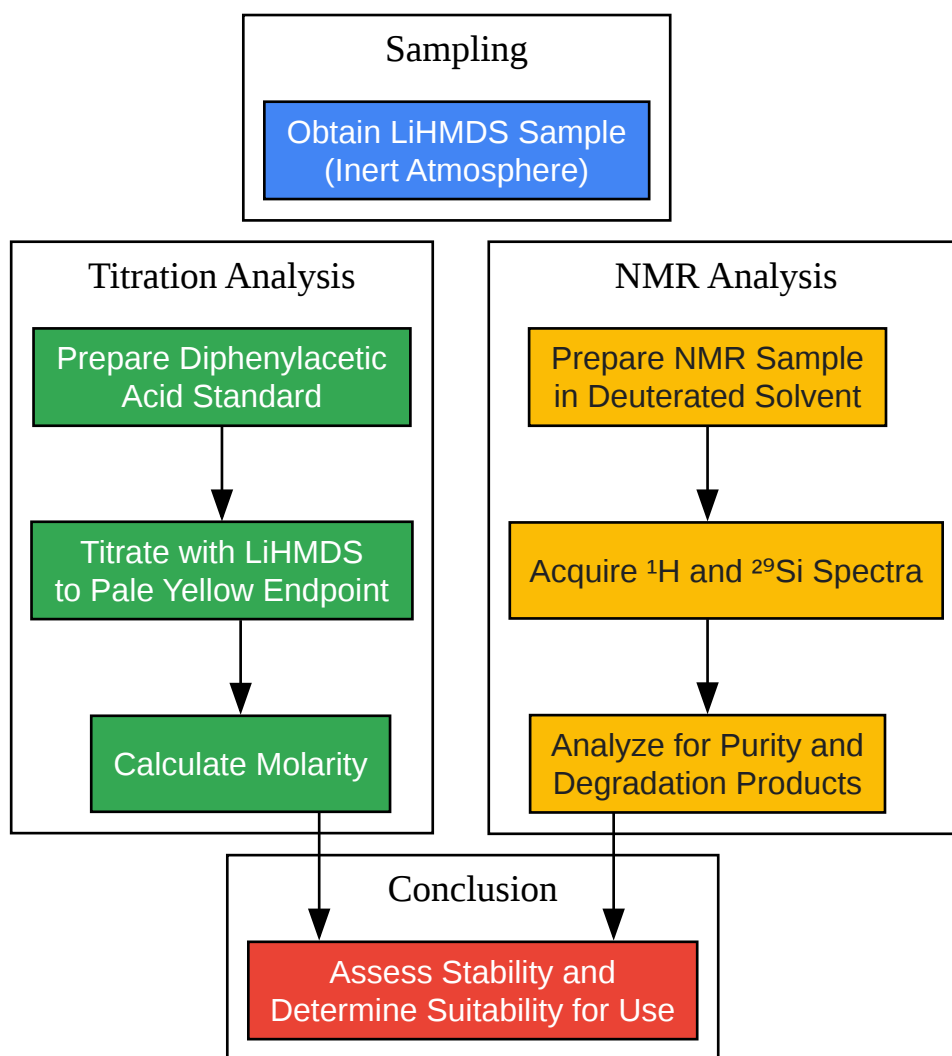 Sampling
Obtain LiHMDS Sample
(Inert Atmosphere)
Titration Analysis
Prepare Diphenylacetic
Acid Standard
Titrate with LiHMDS
to Pale Yellow Endpoint
Calculate Molarity
NMR Analysis
Prepare NMR Sample
in Deuterated Solvent
Acquire ¹H and ²⁹Si Spectra
Analyze for Purity and
Degradation Products
Conclusion
Assess Stability and
Determine Suitability for Use